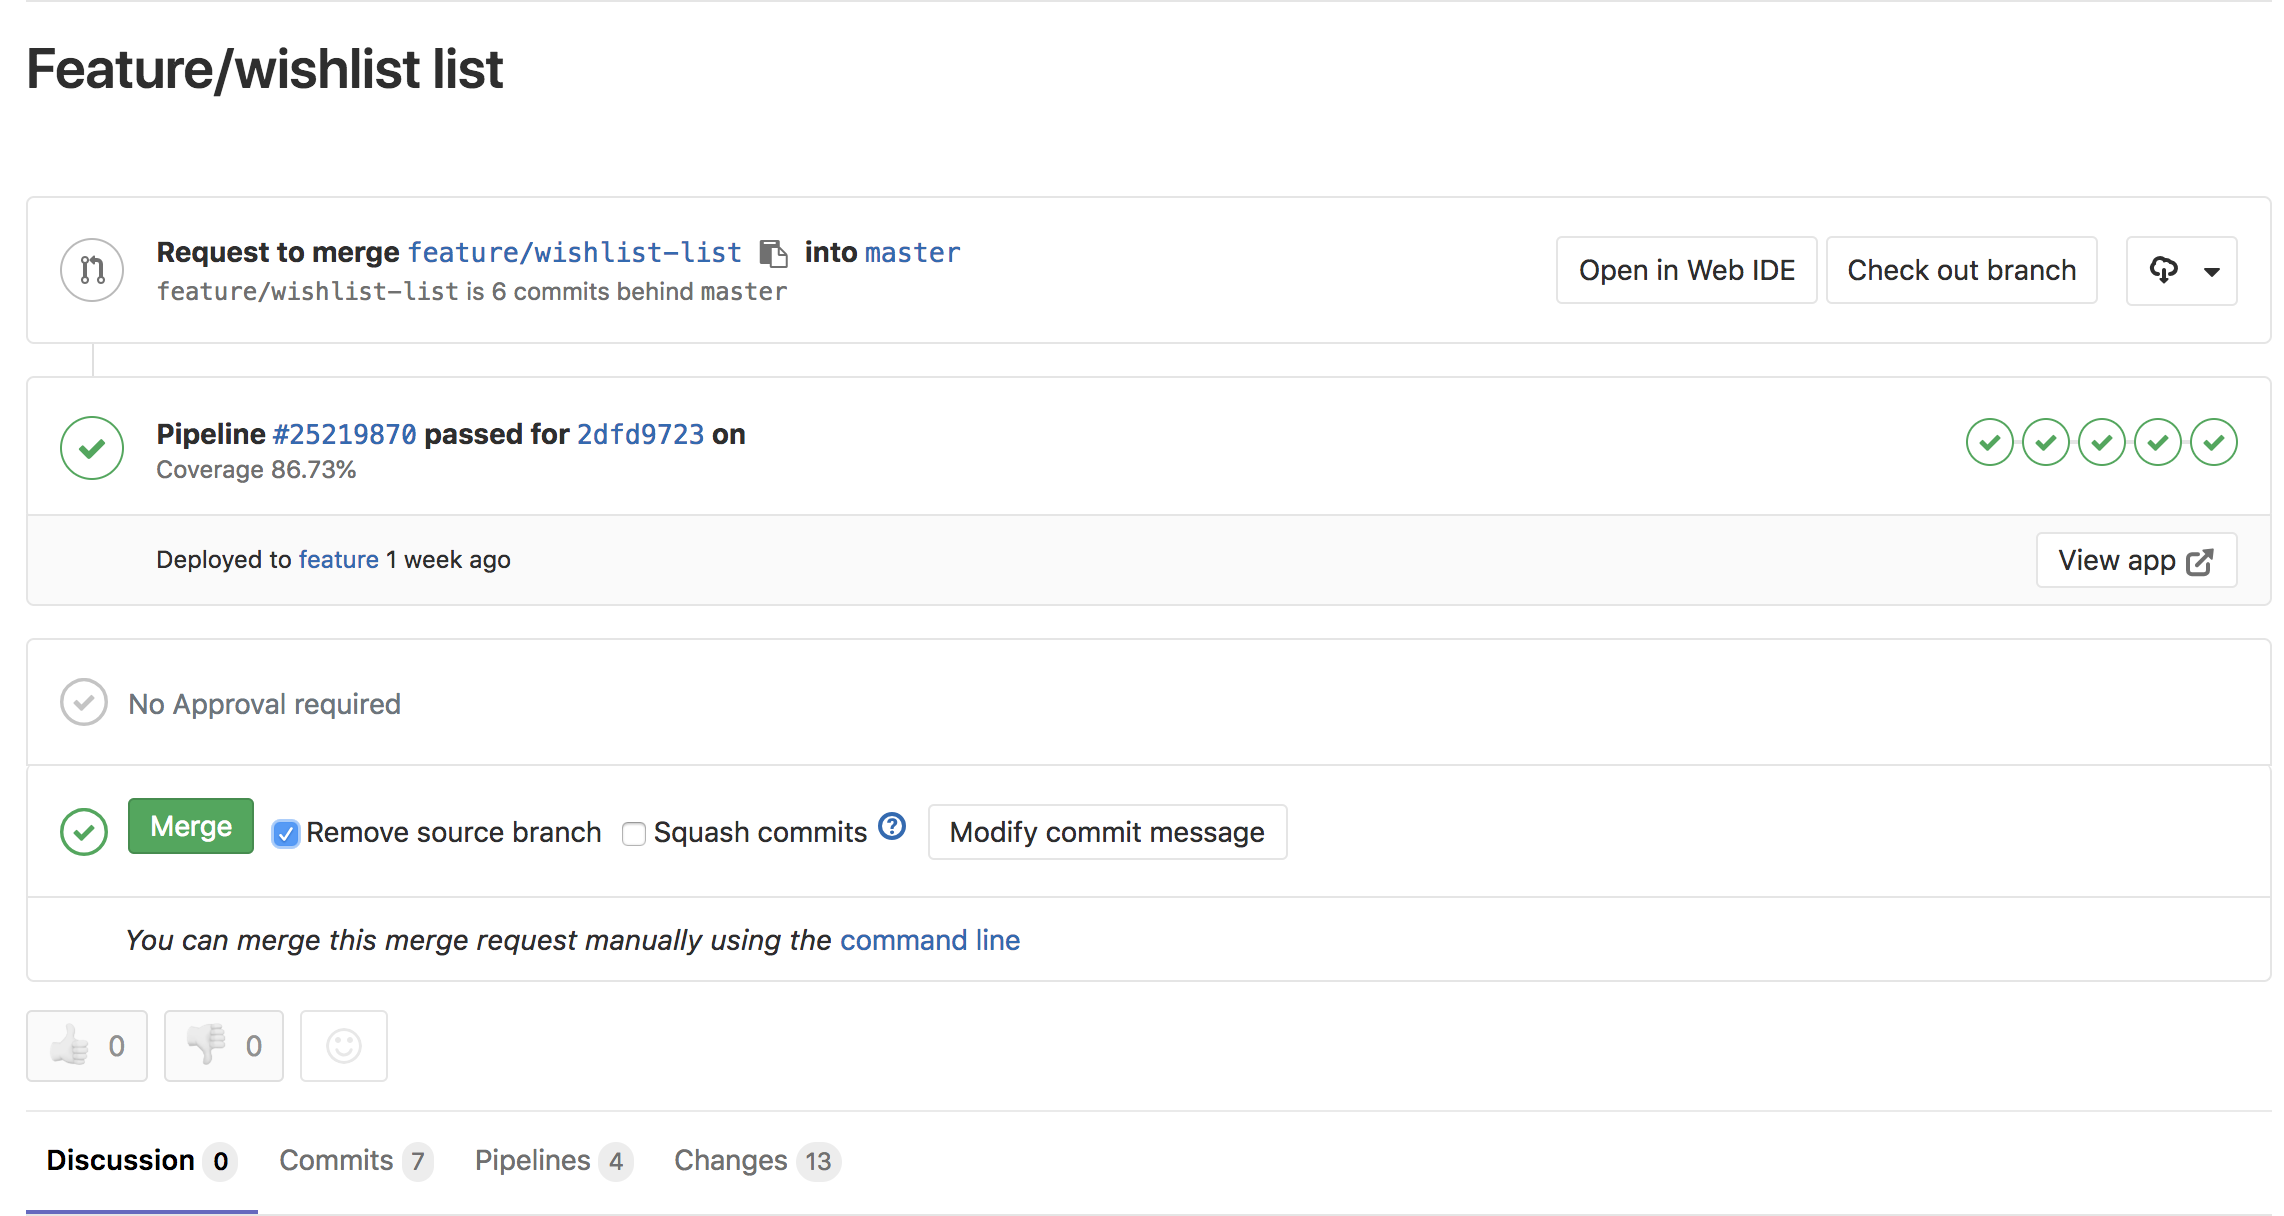 Feature/wishlist list
Request to merge feature/wishlist-list into master
feature/wishlist-list is 6 commits behind master
Open in Web IDE
Check out branch
Pipeline #25219870 passed for 2dfd9723 on
Coverage 86.73%
Deployed to feature 1 week ago
View app
No Approval required
Merge
Remove source branch
Squash commits
?
Modify commit message
You can merge this merge request manually using the command line
0
0
Discussion 0
Commits 7
Pipelines 4
Changes 13